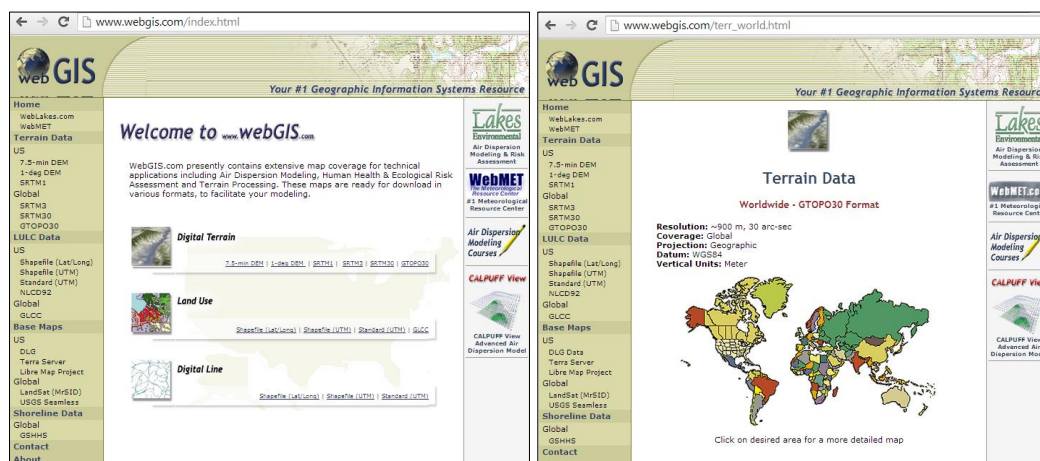 www.webgis.com/index.html
web GIS
Your #1 Geographic Information Systems Resource
Home
WebLakes.com
WebMET
Terrain Data
US
7.5-min DEM
1-deg DEM
SRTM1
Global
SRTM3
SRTM30
GTOPO30
LULC Data
US
Shapefile (Lat/Long)
Shapefile (UTM)
Standard (UTM)
NLCD92
Global
GLCC
Base Maps
US
DLG
Terra Server
Libre Map Project
Global
LandSat (MrSID)
USGS Seamless
Shoreline Data
Global
GSHHS
Contact
About
Welcome to www.webGIS.com
WebGIS.com presently contains extensive map coverage for technical
applications including Air Dispersion Modeling, Human Health & Ecological Risk
Assessment and Terrain Processing. These maps are ready for download in
various formats, to facilitate your modeling.
Digital Terrain
7.5-min DEM | 1-deg DEM | SRTM1 | SRTM3 | SRTM30 | GTOPO30
Land Use
Shapefile (Lat/Long) | Shapefile (UTM) | Standard (UTM) | GLCC
Digital Line
Shapefile (Lat/Long) | Shapefile (UTM) | Standard (UTM)
Lakes
Environmental
Air Dispersion
Modeling & Risk
Assessment
WebMET
The Meteorological
Resource Center
#1 Meteorological
Resource Center
Air Dispersion
Modeling
Courses
CALPUFF View
CALPUFF View
Advanced Air
Dispersion Model
www.webgis.com/terr_world.html
web GIS
Your #1 Geographic Information Systems Resourc
Home
WebLakes.com
WebMET
Terrain Data
US
7.5-min DEM
1-deg DEM
SRTM1
Global
SRTM3
SRTM30
GTOPO30
LULC Data
US
Shapefile (Lat/Long)
Shapefile (UTM)
Standard (UTM)
NLCD92
Global
GLCC
Base Maps
US
DLG Data
Terra Server
Libre Map Project
Global
LandSat (MrSID)
USGS Seamless
Shoreline Data
Global
GSHHS
Contact
Terrain Data
Worldwide - GTOPO30 Format
Resolution: ~900 m, 30 arc-sec
Coverage: Global
Projection: Geographic
Datum: WGS84
Vertical Units: Meter
Click on desired area for a more detailed map
Lakes
Environmental
Air Dispersion
Modeling & Ris
Assessment
WebMET.co
#1 Meteorologi
Resource Cente
Air Dispersion
Modeling
Courses
CALPUFF Vie
CALPUFF View
Advanced Air
Dispersion Mod